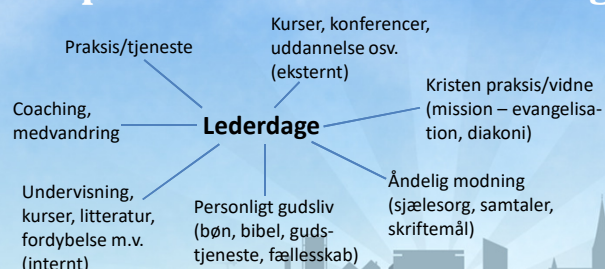 Kurser, konferencer,
uddannelse osv.
(eksternt)
Praksis/tjeneste
Kristen praksis/vidne
(mission – evangelisa-
tion, diakoni)
Coaching,
medvandring
Lederdage
Åndelig modning
(sjælesorg, samtaler,
skriftemål)
Undervisning,
kurser, litteratur,
fordybelse m.v.
(internt)
Personligt gudsliv
(bøn, bibel, guds-
tjeneste, fællesskab)